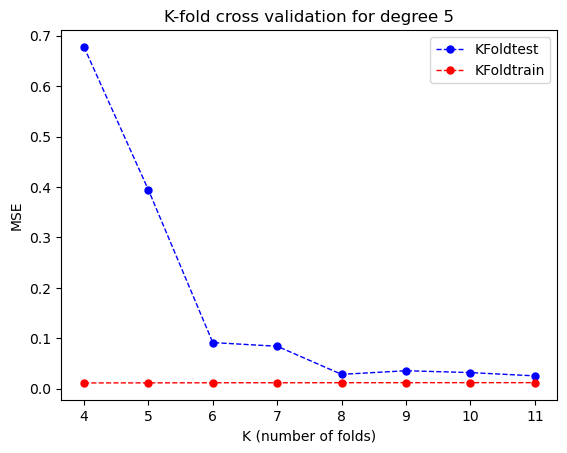 K-fold cross validation for degree 5
KFoldtest
KFoldtrain
0.7
0.6
0.5
0.4
0.3
0.2
0.1
0.0
MSE
4 5 6 7 8 9 10 11
K (number of folds)